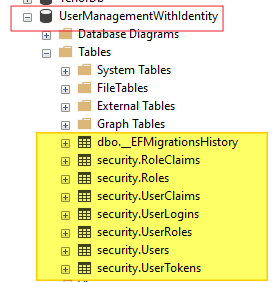 UserManagementWithIdentity
Database Diagrams
Tables
System Tables
FileTables
External Tables
Graph Tables
dbo.__EFMigrationsHistory
security.RoleClaims
security.Roles
security.UserClaims
security.UserLogins
security.UserRoles
security.Users
security.UserTokens